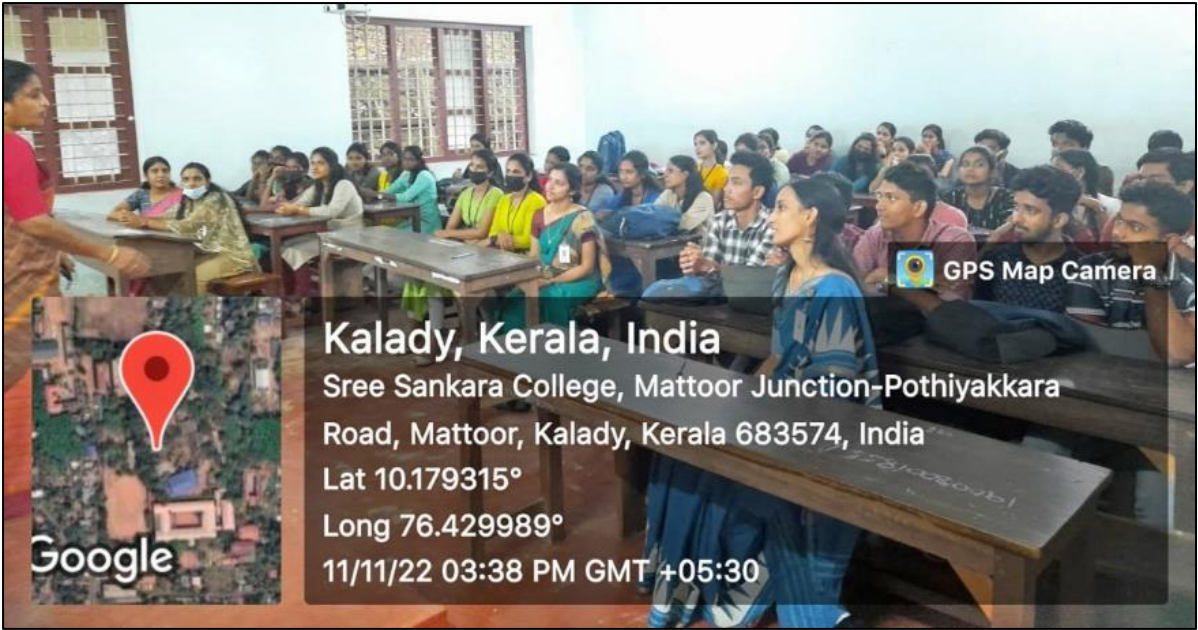 GPS Map Camera
Kalady, Kerala, India
Sree Sankara College, Mattoor Junction-Pothiyakkara
Road, Mattoor, Kalady, Kerala 683574, India
Lat 10.179315°
Long 76.429989°
11/11/22 03:38 PM GMT +05:30
Google